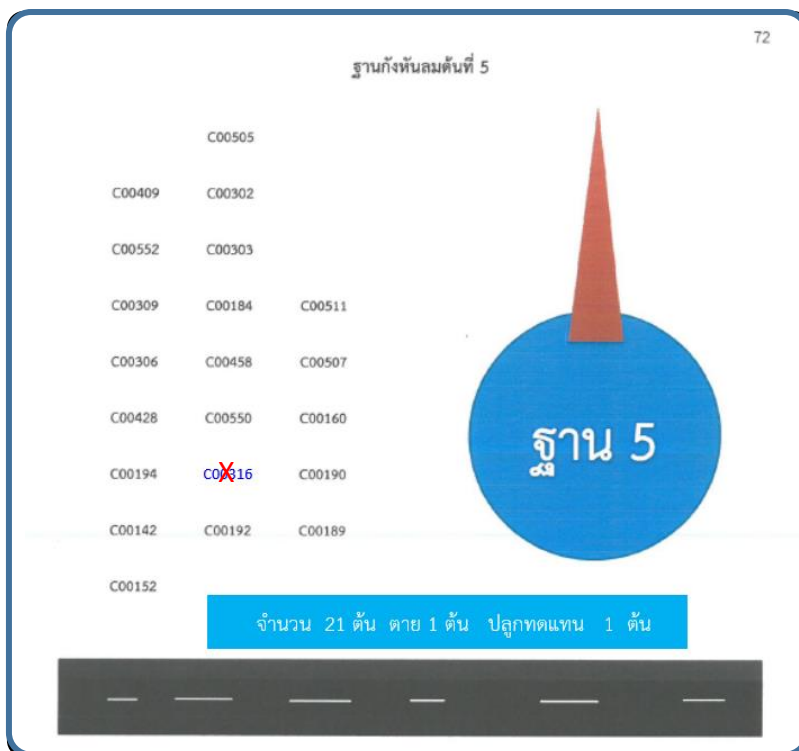 72
ฐานกังหันลมต้นที่ 5
C00505
C00409 C00302
C00552 C00303
C00309 C00184 C00511
C00306 C00458 C00507
C00428 C00550 C00160
C00194 C00316 C00190
X
C00142 C00192 C00189
C00152
ฐาน 5
จำนวน 21 ต้น ตาย 1 ต้น ปลูกทดแทน 1 ต้น